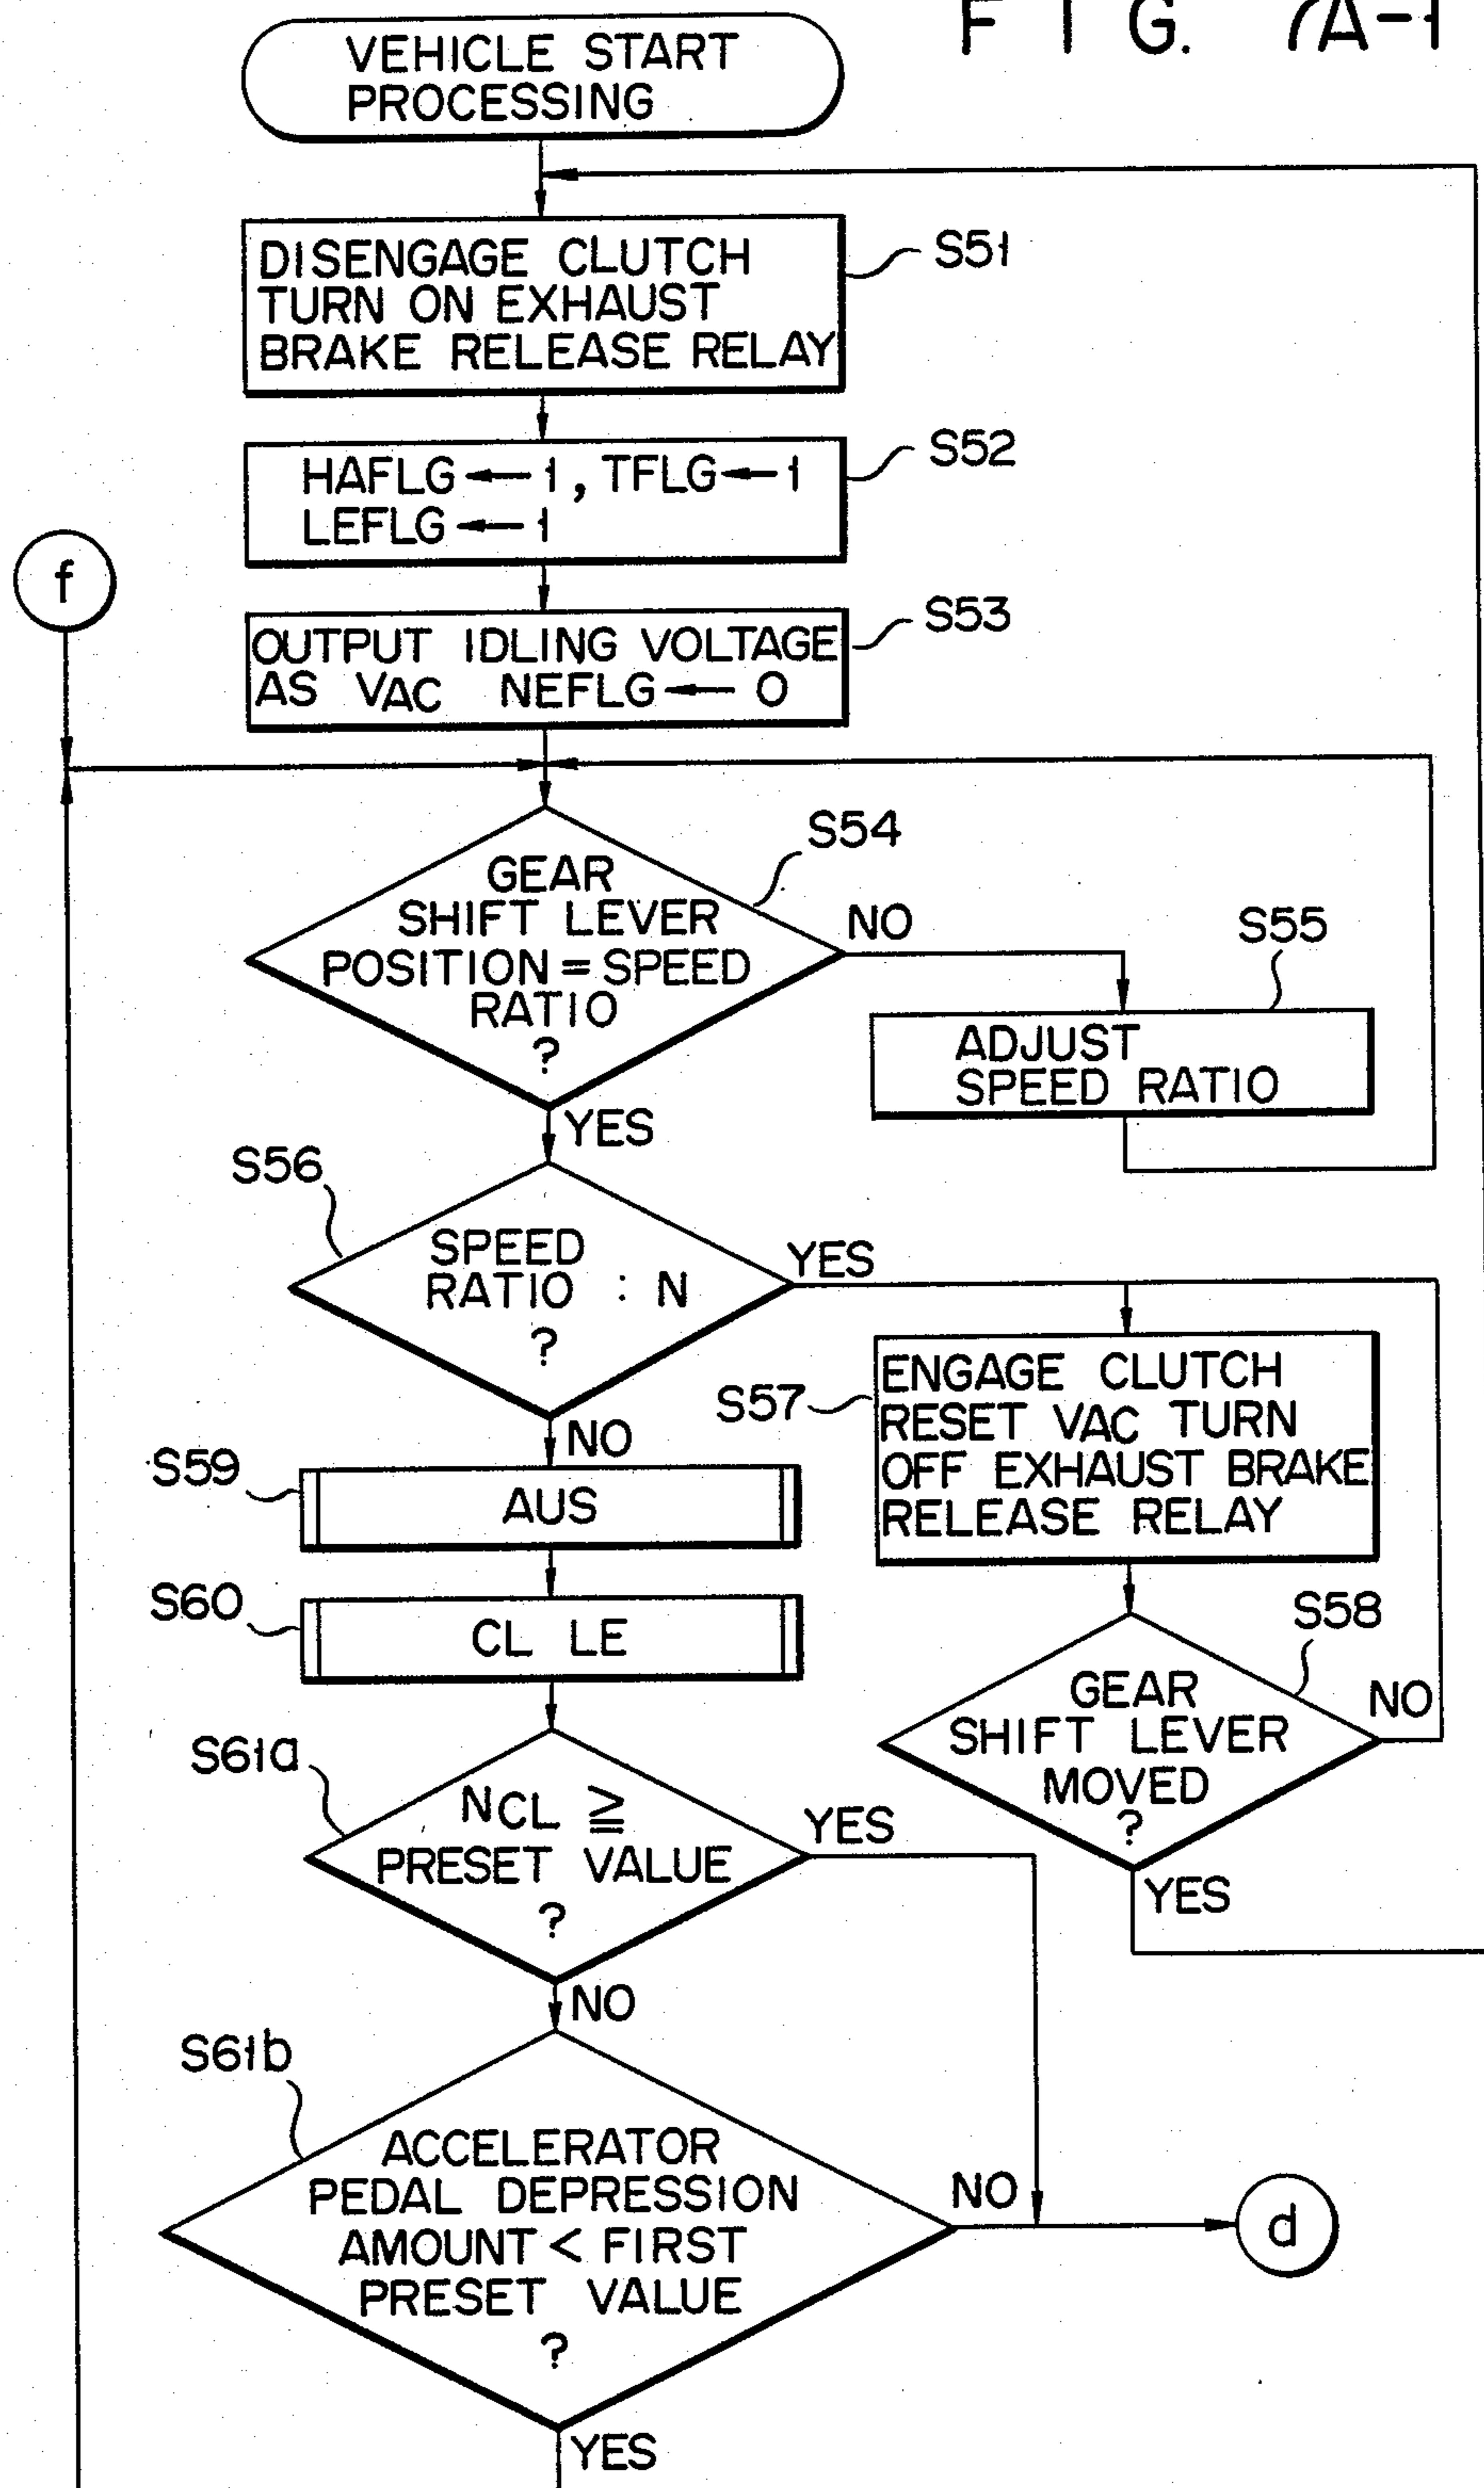 FIG. 7A-1
VEHICLE START
PROCESSING
DISENGAGE CLUTCH
TURN ON EXHAUST
BRAKE RELEASE RELAY
S51
HAFLG ← 1, TFLG ← 1
LEFLG ← 1
S52
f
OUTPUT IDLING VOLTAGE
AS VAC NEFLG ← 0
S53
S54
GEAR
SHIFT LEVER
POSITION = SPEED
RATIO
?
NO
S55
ADJUST
SPEED RATIO
YES
S56
SPEED
RATIO : N
?
YES
S57
ENGAGE CLUTCH
RESET VAC TURN
OFF EXHAUST BRAKE
RELEASE RELAY
NO
S59
AUS
S60
CL LE
S58
GEAR
SHIFT LEVER
MOVED
?
NO
YES
S61a
NCL ≧
PRESET VALUE
?
YES
NO
S61b
ACCELERATOR
PEDAL DEPRESSION
AMOUNT < FIRST
PRESET VALUE
?
NO
d
YES